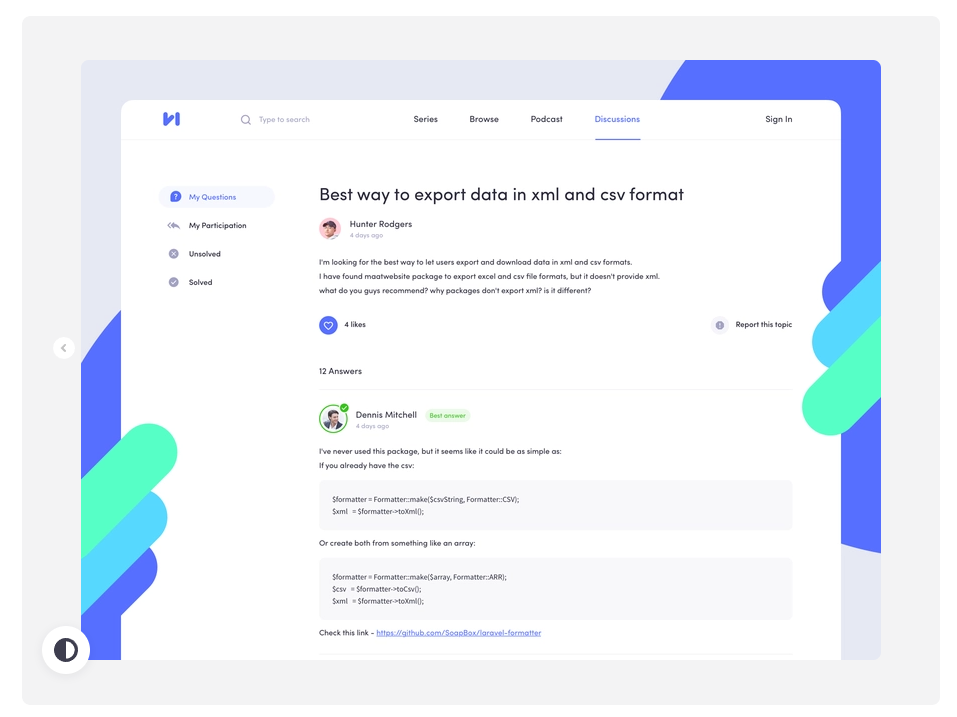 Type to search
Series
Browse
Podcast
Discussions
Sign In
My Questions
My Participation
Unsolved
Solved
Best way to export data in xml and csv format
Hunter Rodgers
4 days ago
I'm looking for the best way to let users export and download data in xml and csv formats.
I have found maatwebsite package to export excel and csv file formats, but it doesn't provide xml.
what do you guys recommend? why packages don't export xml? is it different?
4 likes
Report this topic
12 Answers
Dennis Mitchell
Best answer
4 days ago
I've never used this package, but it seems like it could be as simple as:
If you already have the csv:
$formatter = Formatter::make($csvString, Formatter::CSV);
$xml = $formatter->toXml();
Or create both from something like an array:
$formatter = Formatter::make($array, Formatter::ARR);
$csv = $formatter->toCsv();
$xml = $formatter->toXml();
Check this link - https://github.com/SoapBox/laravel-formatter